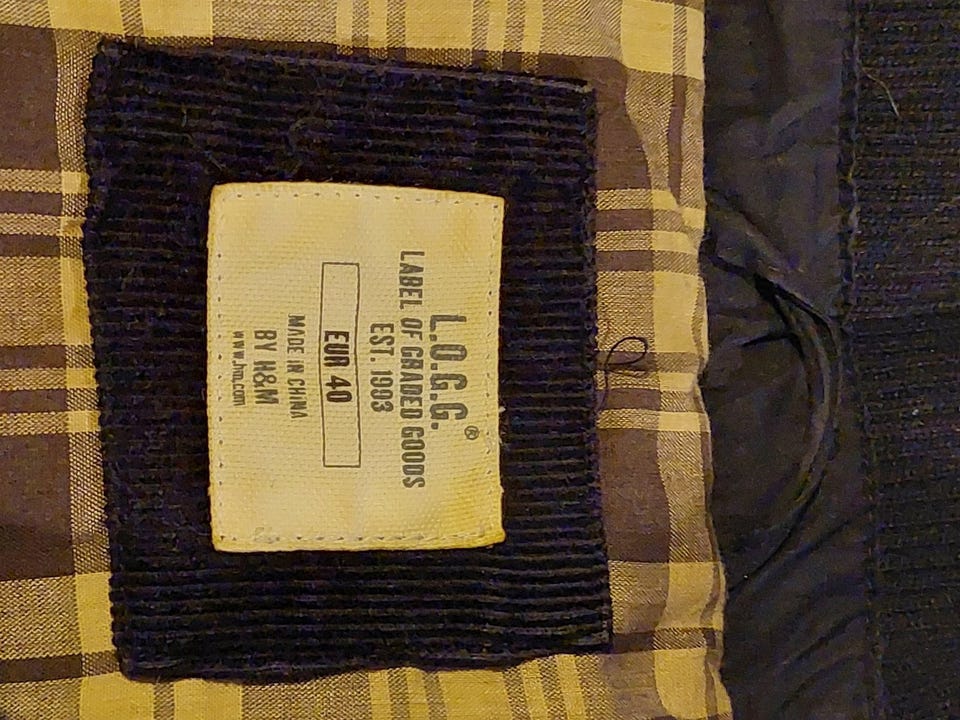 L.O.G.G.®
LABEL OF GRADED GOODS
EST. 1993
EUR 40
MADE IN CHINA
BY H&M
www.hm.com